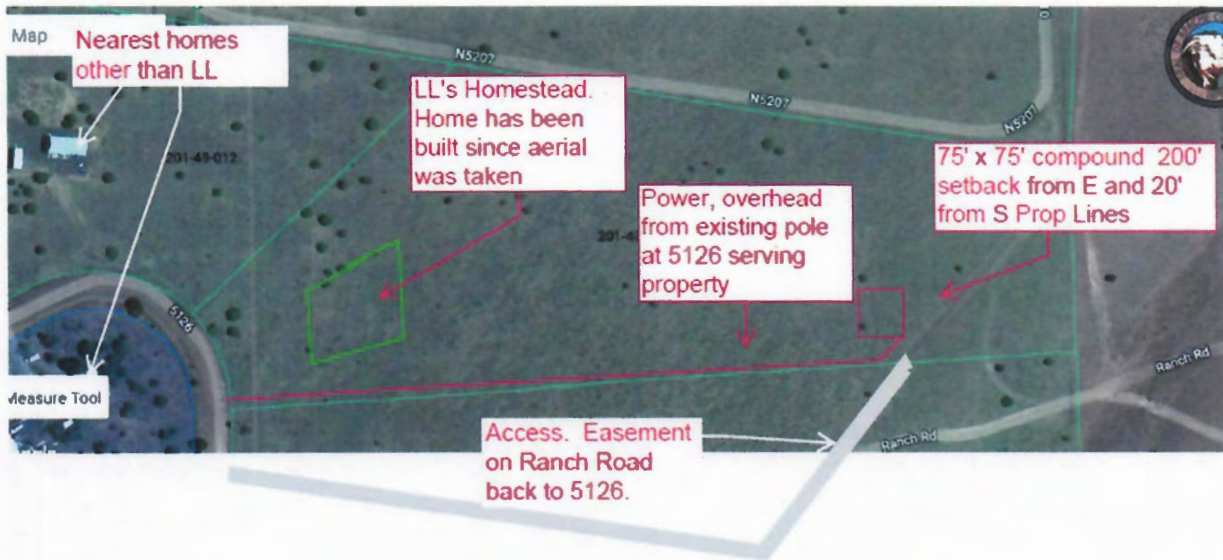 Map
Nearest homes
other than LL
N5207
LL's Homestead.
Home has been
built since aerial
was taken
N5207
N5207
201-49-012
75' x 75' compound 200'
setback from E and 20'
from S Prop Lines
Power, overhead
from existing pole
at 5126 serving
property
5126
Measure Tool
Ranch Rd
Ranch Rd
Access. Easement
on Ranch Road
back to 5126.